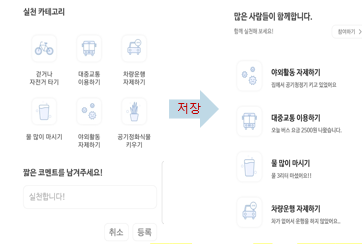 실천 카테고리
걷거나
자전거 타기
대중교통
이용하기
차량운행
자제하기
물 많이 마시기
야외활동
자제하기
공기정화식물
키우기
짧은 코멘트를 남겨주세요!
실천합니다!
취소
등록
저장
많은 사람들이 함께합니다.
함께 실천해 보세요!
참여하기 >
야외활동 자제하기
집에서 공기청정기 키고 있었어요
대중교통 이용하기
오늘 버스 요금 2500원 나왔습니다.
물 많이 마시기
물 3리터 마셨어요!!
차량운행 자제하기
차가 있어서 운행을 하지 않았어요..